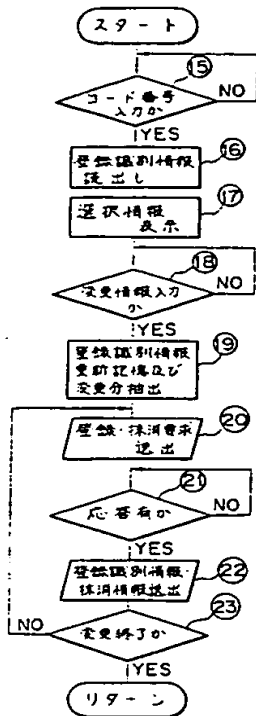 スタート
⑮
コード番号
入力か
NO
YES
⑯
登録識別情報
読出し
⑰
選択情報
表示
⑱
変更情報入力
か
NO
YES
⑲
登録識別情報
更新記憶及び
変更分抽出
⑳
登録・抹消要求
送出
㉑
応答有か
NO
YES
㉒
登録識別情報・
抹消情報送出
㉓
NO
変更終了か
YES
リターン